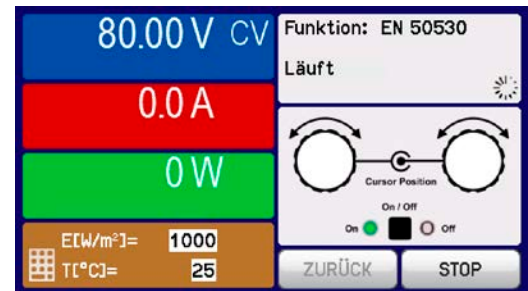 80.00 V CV
0.0 A
0 W
E[W/m²]= 1000
T[°C]= 25
Funktion: EN 50530
Läuft
Cursor Position
On / Off
On Off
ZURÜCK STOP